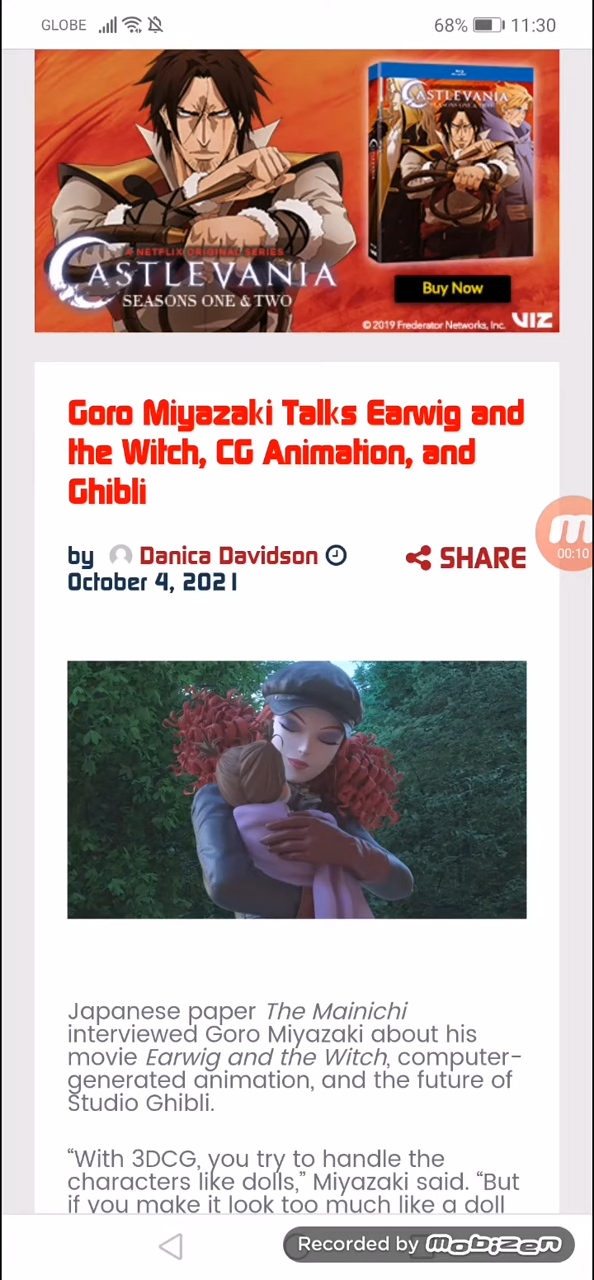 GLOBE 68% 11:30
A NETFLIX ORIGINAL SERIES
CASTLEVANIA
SEASONS ONE & TWO
CASTLEVANIA
SEASONS ONE & TWO
Buy Now
© 2019 Frederator Networks, Inc. VIZ
Goro Miyazaki Talks Earwig and
the Witch, CG Animation, and
Ghibli
by Danica Davidson
October 4, 2021
SHARE
00:10
Japanese paper The Mainichi
interviewed Goro Miyazaki about his
movie Earwig and the Witch, computer-
generated animation, and the future of
Studio Ghibli.
“With 3DCG, you try to handle the
characters like dolls,” Miyazaki said. “But
if you make it look too much like a doll
Recorded by mobizen